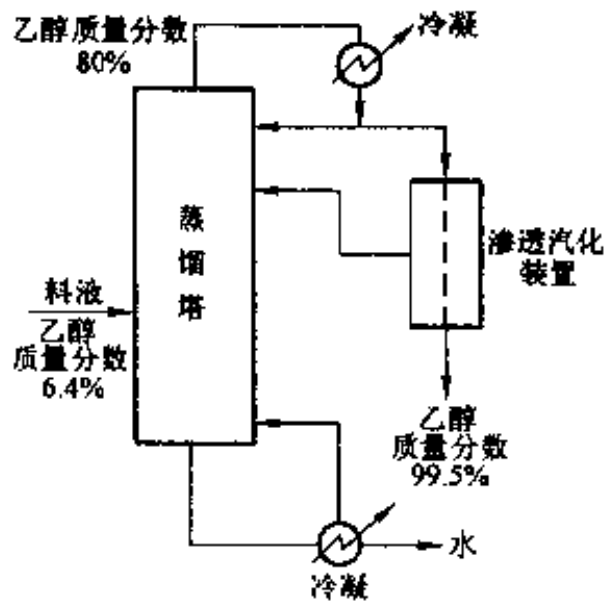 乙醇质量分数
80%
冷凝
蒸
馏
塔
渗透汽化
装置
料液
乙醇
质量分数
6.4%
乙醇
质量分数
99.5%
水
冷凝